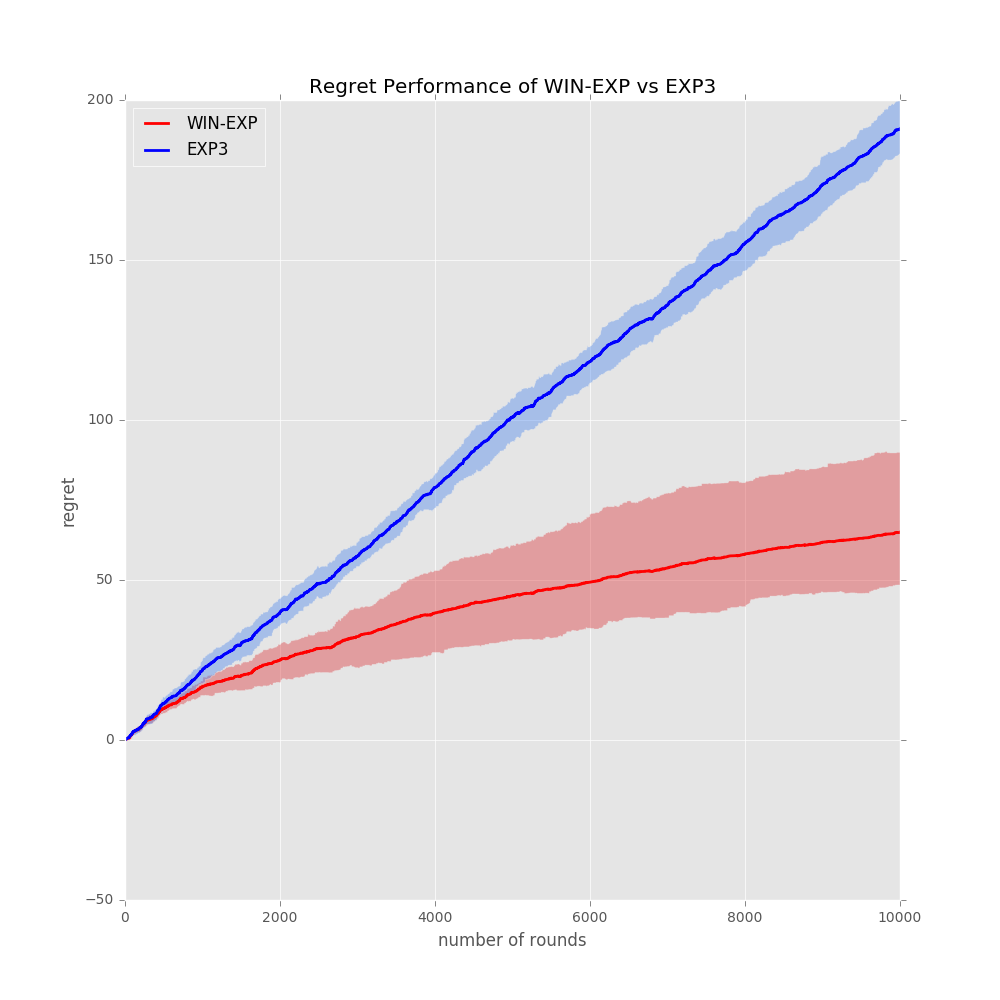 Regret Performance of WIN-EXP vs EXP3
WIN-EXP
EXP3
200
150
100
50
0
−50
regret
0 2000 4000 6000 8000 10000
number of rounds